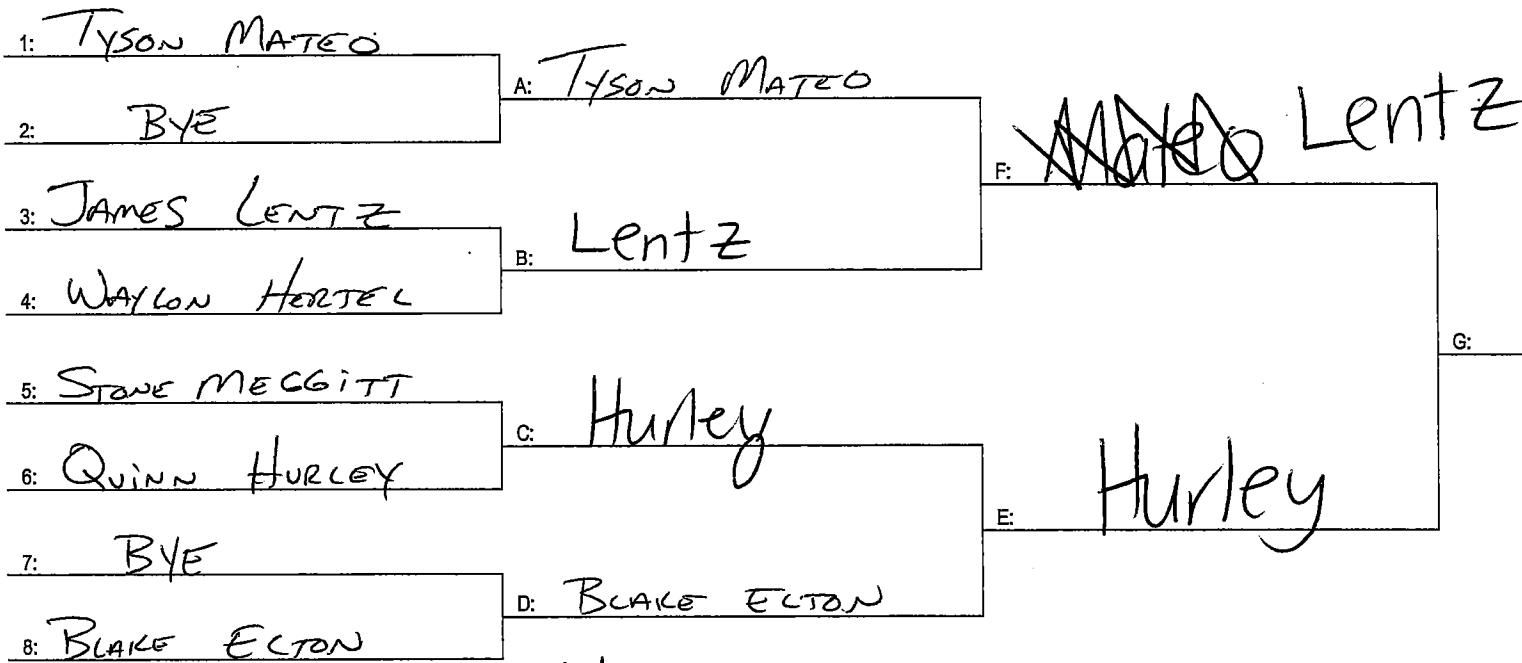 1: TYSON MATEO
2: BYE
3: JAMES LENTZ
4: WAYLON HERTEL
5: STONE MEGGITT
6: QUINN HURLEY
7: BYE
8: BLAKE ELTON
A: TYSON MATEO
B: Lentz
C: Hurley
D: BLAKE ELTON
F: Mateo Lentz
E: Hurley
G: